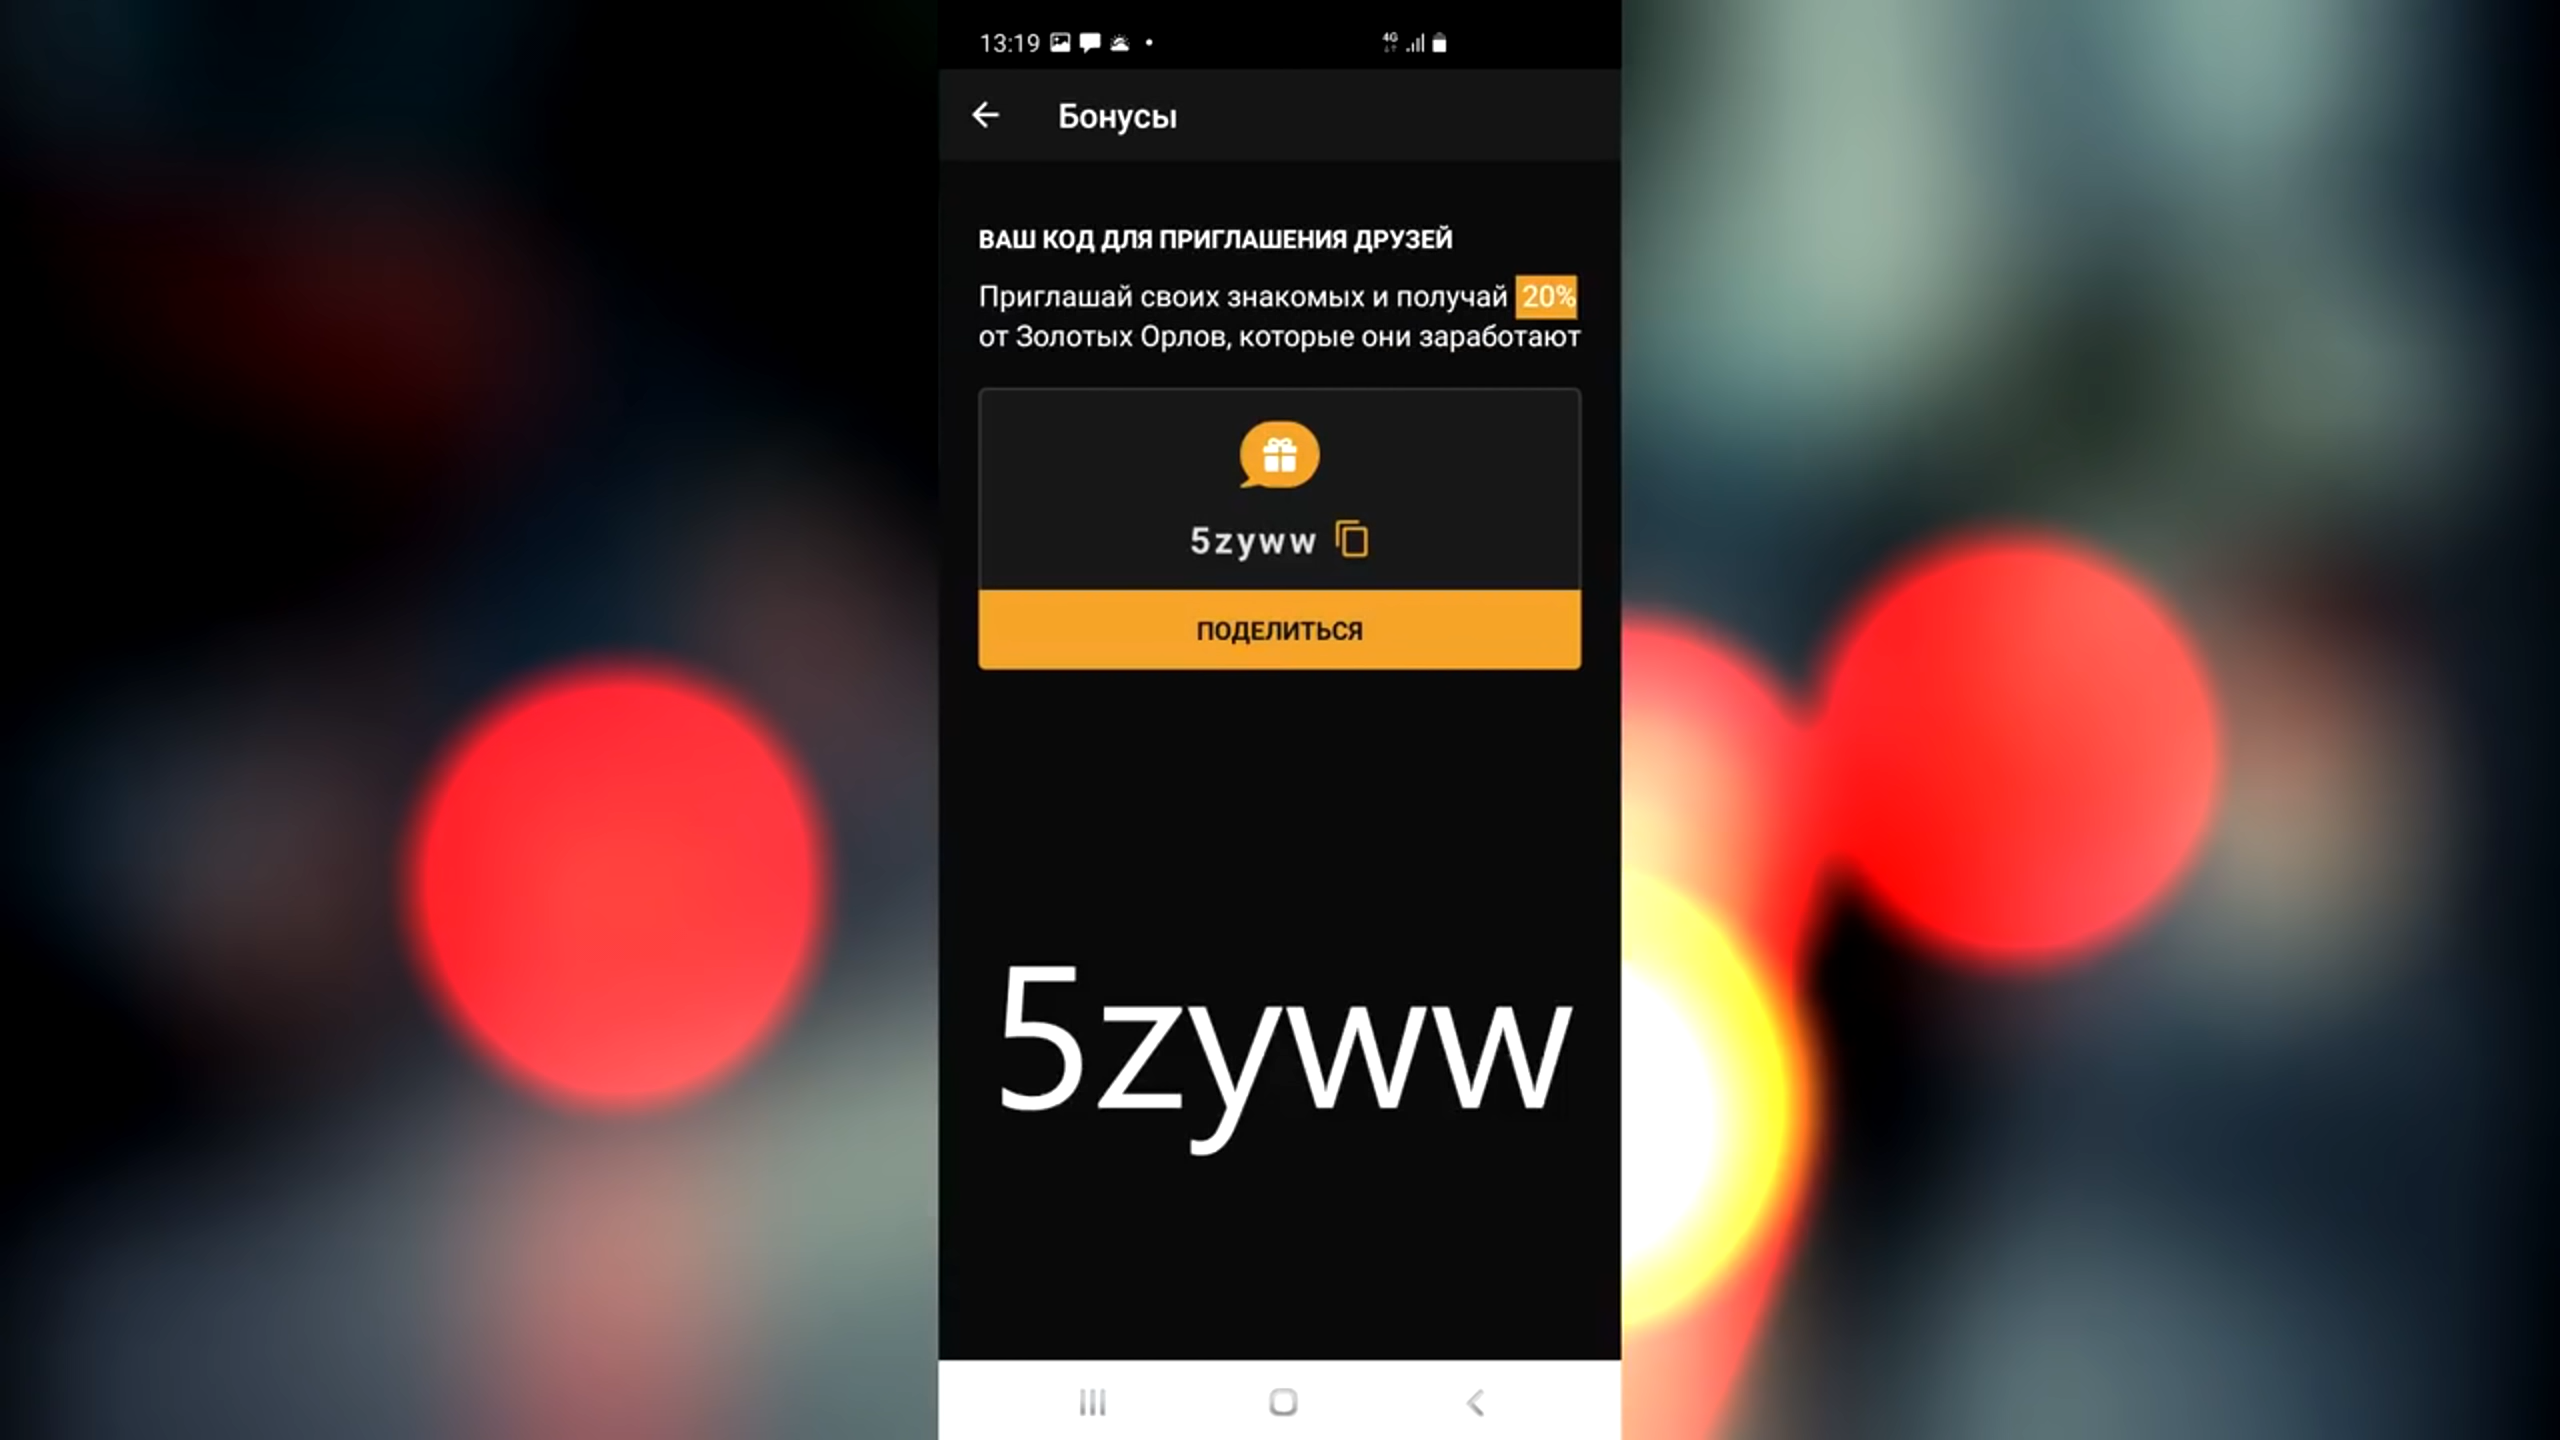 13:19
4G
Бонусы
ВАШ КОД ДЛЯ ПРИГЛАШЕНИЯ ДРУЗЕЙ
Приглашай своих знакомых и получай 20%
от Золотых Орлов, которые они заработают
5zyww
ПОДЕЛИТЬСЯ
5zyww